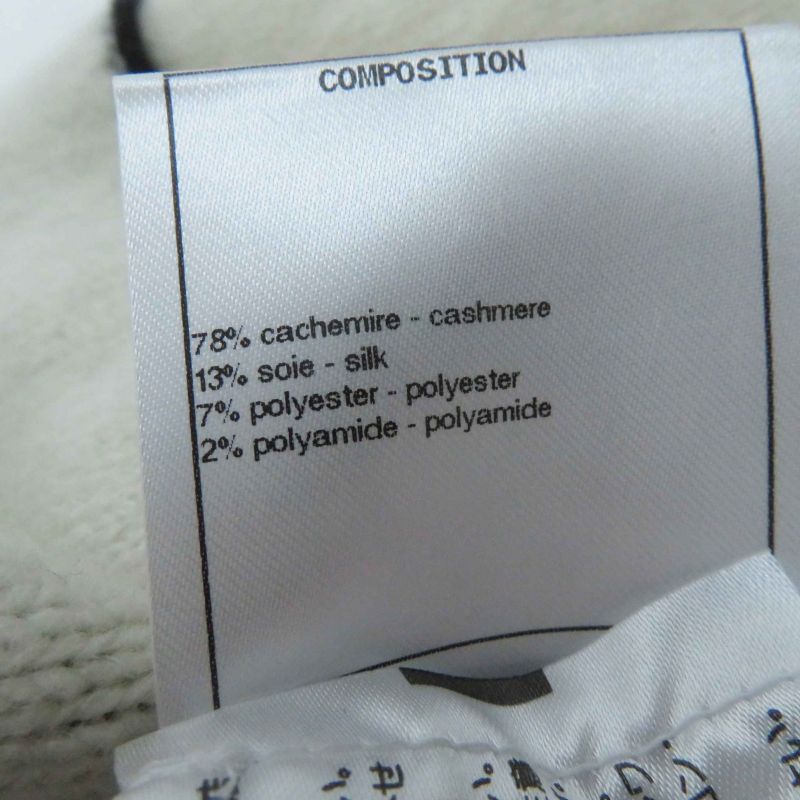 COMPOSITION
78% cachemire - cashmere
13% soie - silk
7% polyester - polyester
2% polyamide - polyamide